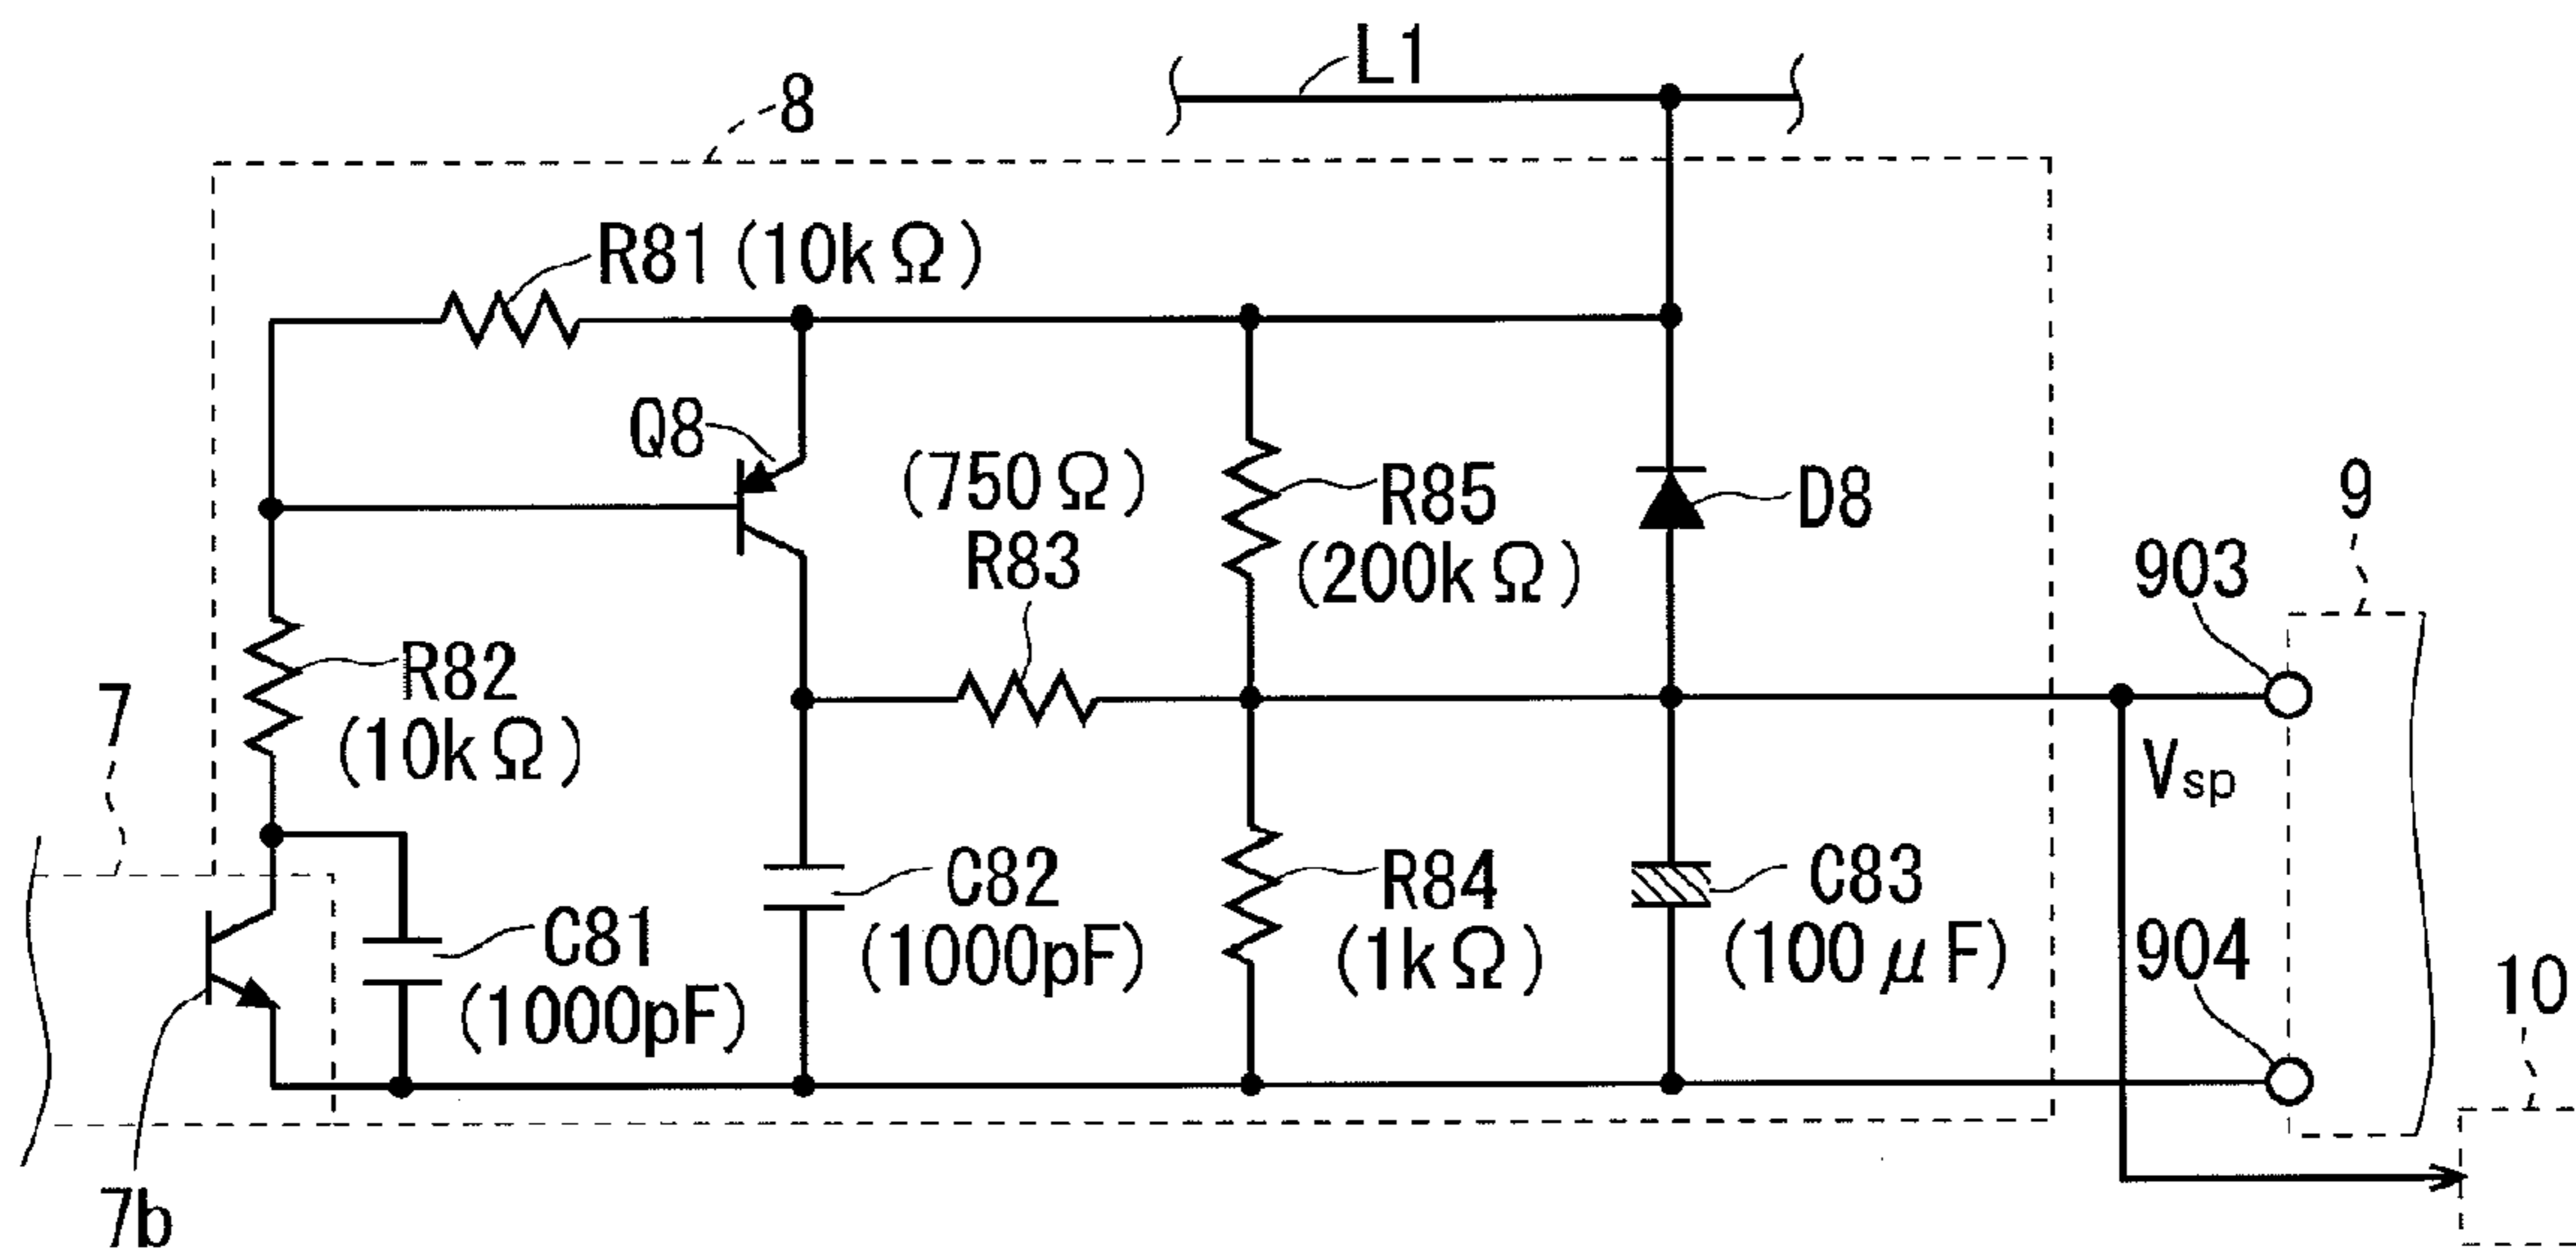 L1
8
R81 (10kΩ)
Q8
(750Ω)
R83
R85
(200kΩ)
D8
9
903
R82
(10kΩ)
7
Vsp
C82
(1000pF)
R84
(1kΩ)
C83
(100μF)
C81
(1000pF)
904
10
7b